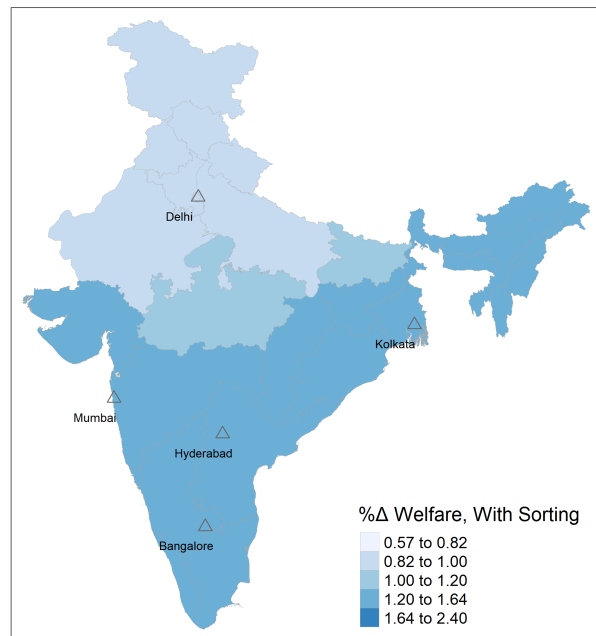 Delhi
Kolkata
Mumbai
Hyderabad
Bangalore
%Δ Welfare, With Sorting
0.57 to 0.82
0.82 to 1.00
1.00 to 1.20
1.20 to 1.64
1.64 to 2.40